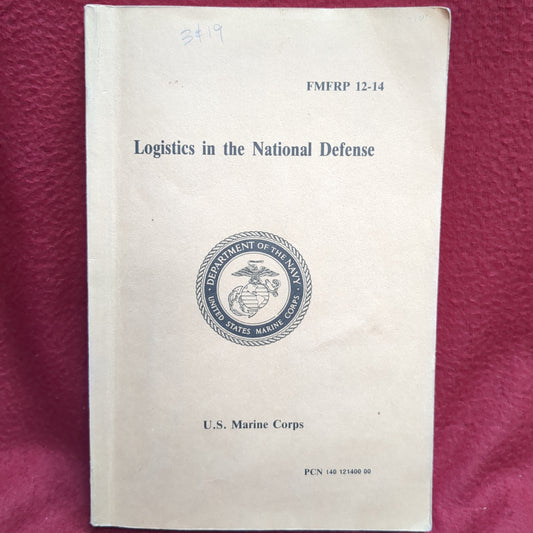 3¢19
FMFRP 12-14
Logistics in the National Defense
DEPARTMENT OF THE NAVY
UNITED STATES MARINE CORPS
U.S. Marine Corps
PCN 140 121400 00